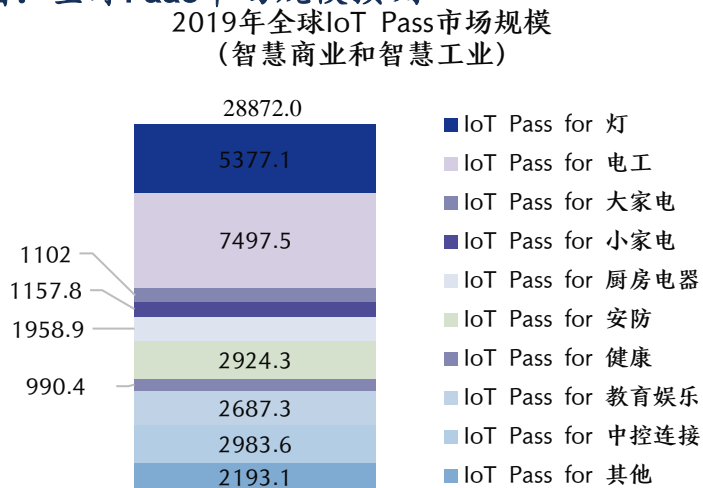 2019年全球IoT Pass市场规模
（智慧商业和智慧工业）
28872.0
5377.1
7497.5
1102
1157.8
1958.9
2924.3
990.4
2687.3
2983.6
2193.1
IoT Pass for 灯
IoT Pass for 电工
IoT Pass for 大家电
IoT Pass for 小家电
IoT Pass for 厨房电器
IoT Pass for 安防
IoT Pass for 健康
IoT Pass for 教育娱乐
IoT Pass for 中控连接
IoT Pass for 其他